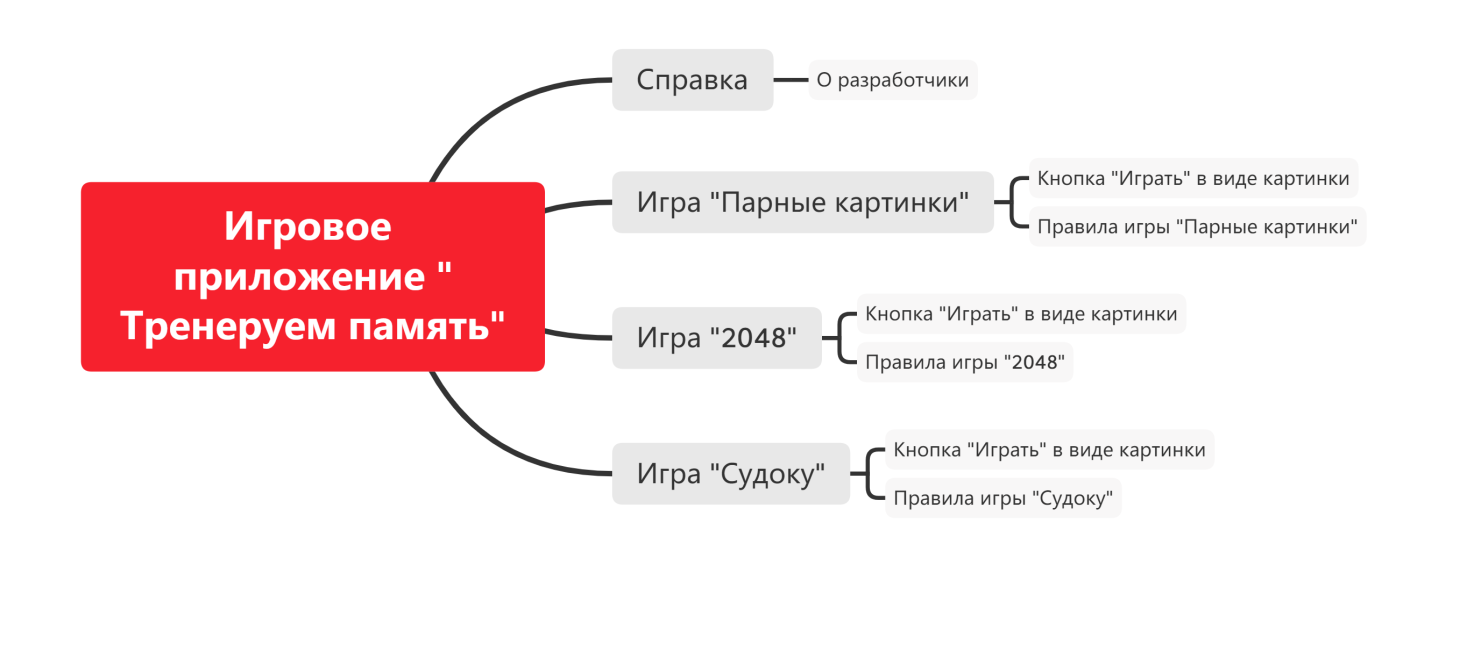 Игровое
приложение "
Тренеруем память"
Справка
О разработчики
Игра "Парные картинки"
Кнопка "Играть" в виде картинки
Правила игры "Парные картинки"
Игра "2048"
Кнопка "Играть" в виде картинки
Правила игры "2048"
Игра "Судоку"
Кнопка "Играть" в виде картинки
Правила игры "Судоку"